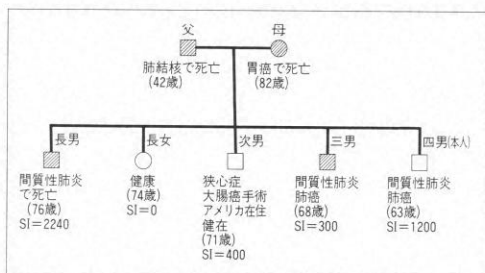 父
母
肺結核で死亡
(42歳)
胃癌で死亡
(82歳)
長男
間質性肺炎
で死亡
(76歳)
SI=2240
長女
健康
(74歳)
SI=0
次男
狭心症
大腸癌手術
アメリカ在住
健在
(71歳)
SI=400
三男
間質性肺炎
肺癌
(68歳)
SI=300
四男(本人)
間質性肺炎
肺癌
(63歳)
SI=1200